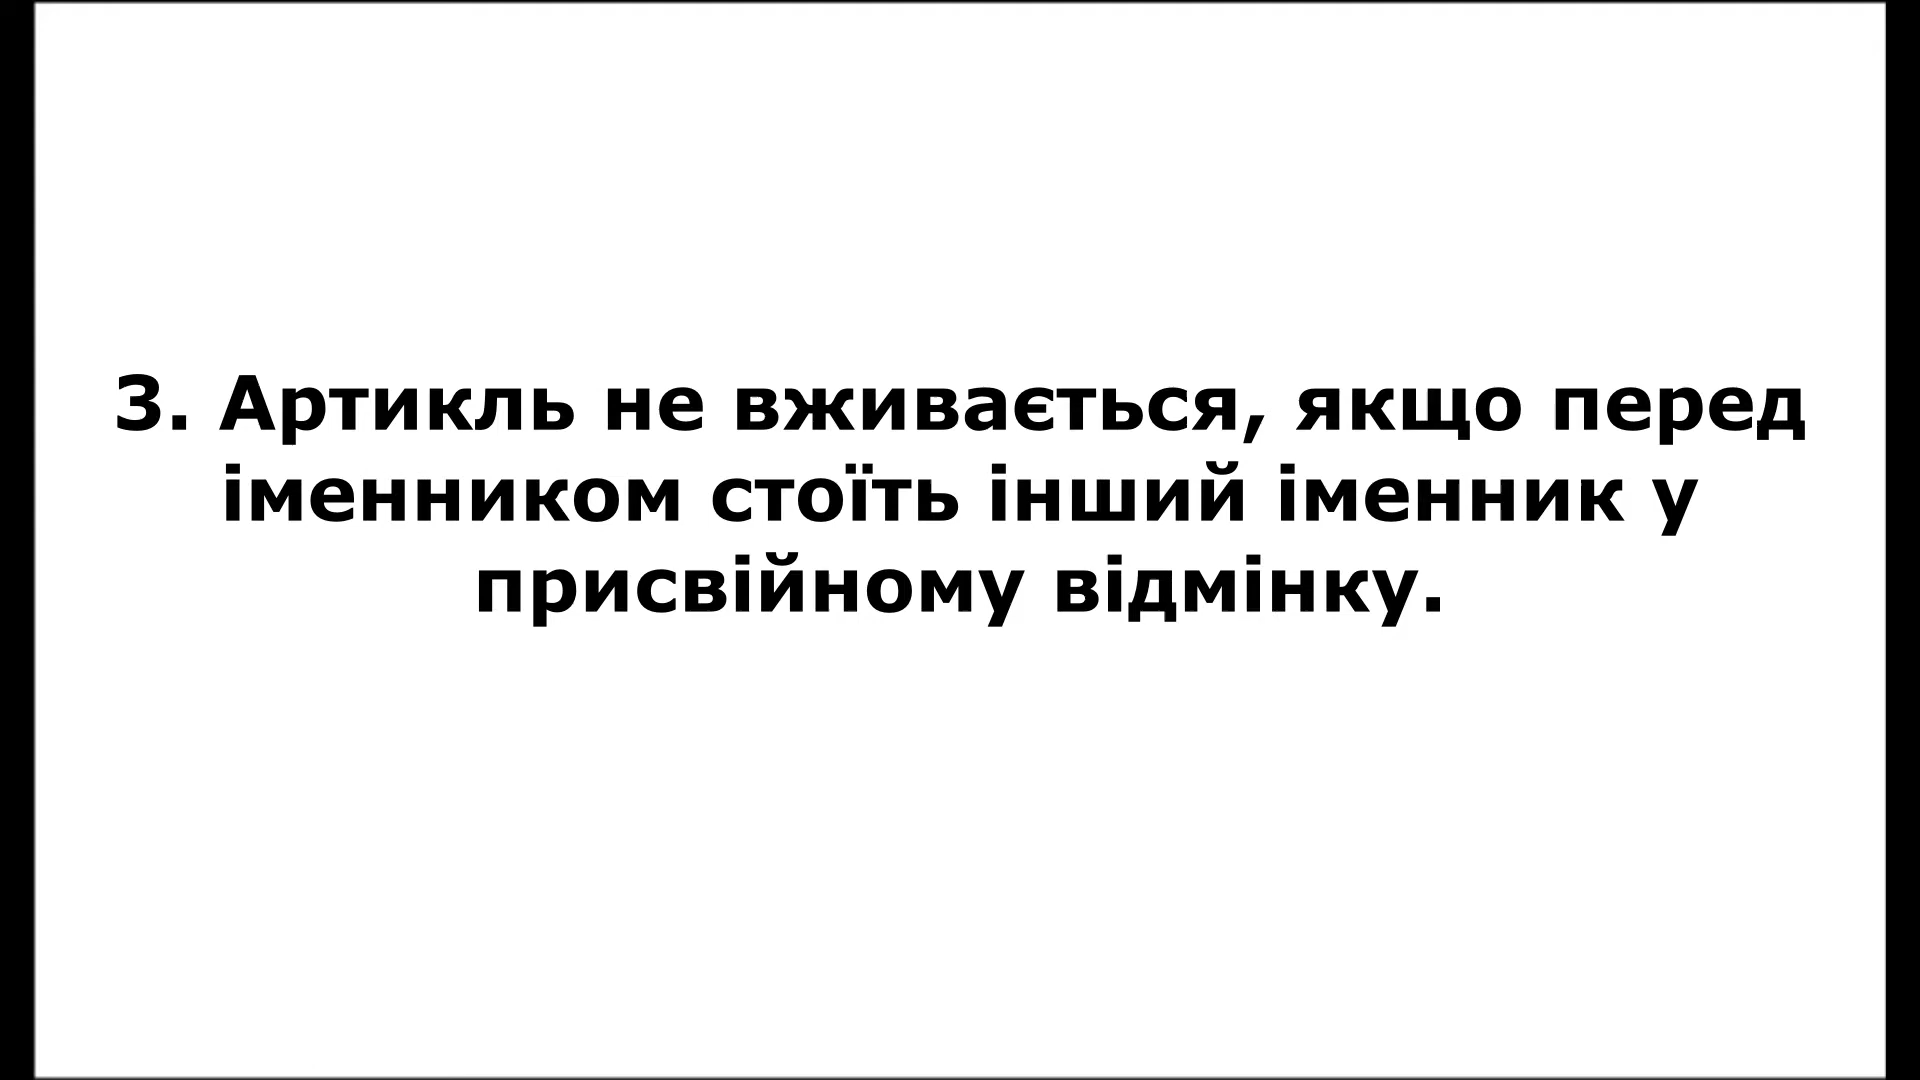 3. Артикль не вживається, якщо перед
іменником стоїть інший іменник у
присвійному відмінку.